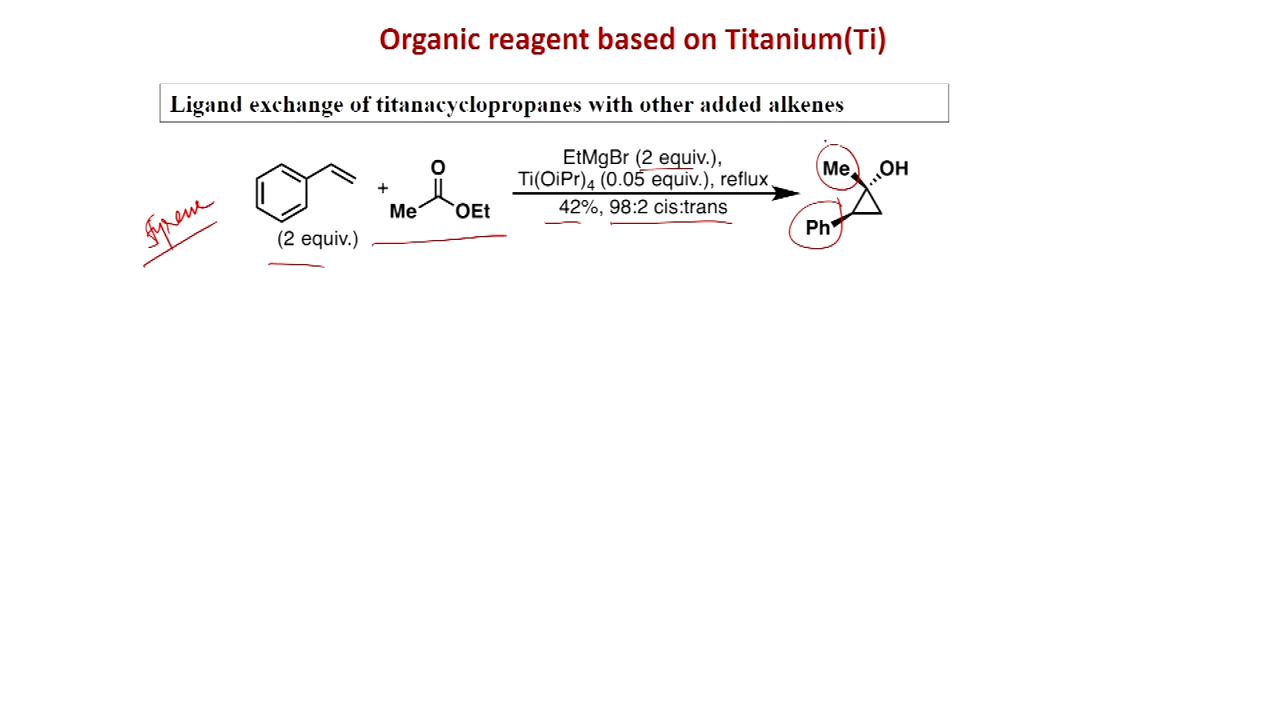 Organic reagent based on Titanium(Ti)
Ligand exchange of titanacyclopropanes with other added alkenes
EtMgBr (2 equiv.),
Ti(OiPr)4 (0.05 equiv.), reflux
42%, 98:2 cis:trans
+
O
Me
OEt
(2 equiv.)
Me
OH
Ph